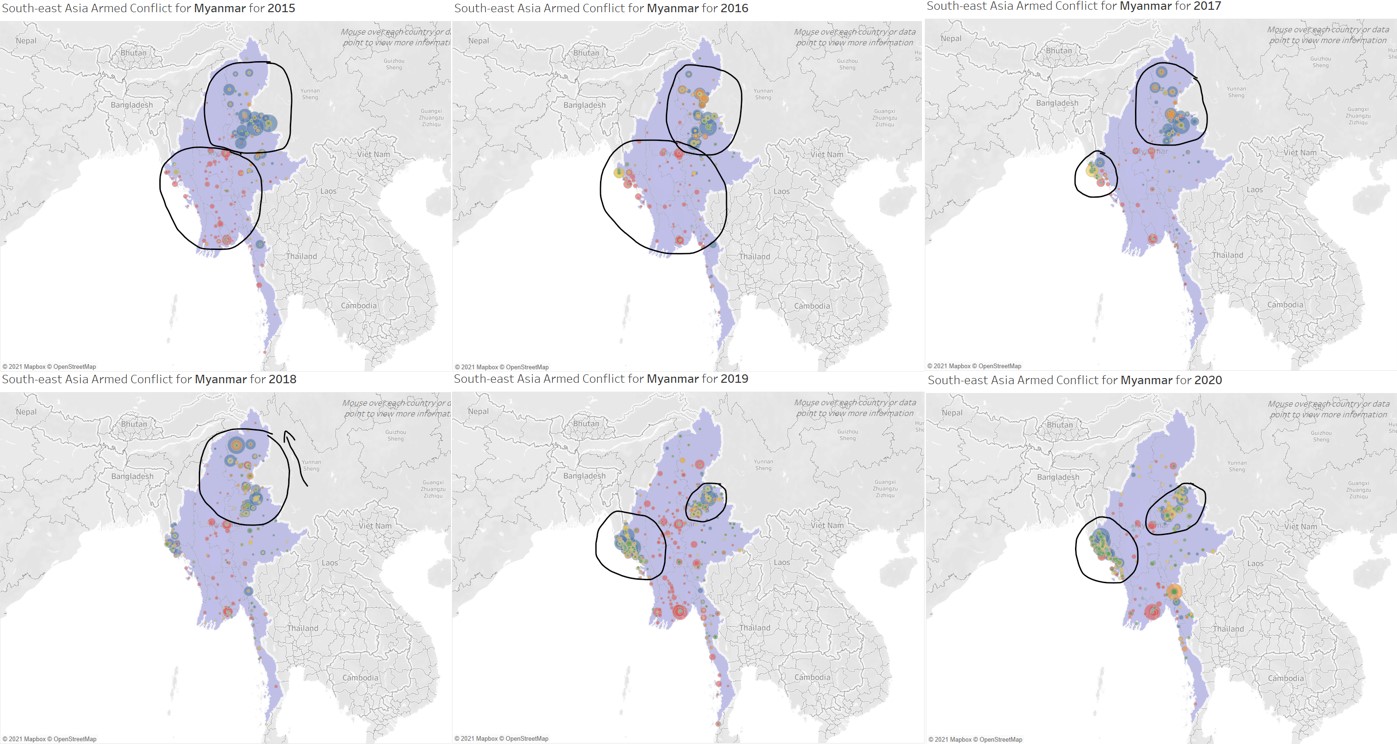 South-east Asia Armed Conflict for Myanmar for 2015
Mouse over each country or d
point to view more informati
Nepal
Bhutan
Guizhou
Sheng
Bangladesh
Yunnan
Sheng
Guangxi
Zhuangzu
Zizhiqu
Viet Nam
Laos
Thailand
Cambodia
© 2021 Mapbox © OpenStreetMap
South-east Asia Armed Conflict for Myanmar for 2016
Mouse over each country or data
point to view more information
Nepal
Bhutan
Guizhou
Sheng
Bangladesh
Yunnan
Sheng
Guangxi
Zhuangzu
Zizhiqu
Viet Nam
Laos
Thailand
Cambodia
© 2021 Mapbox © OpenStreetMap
South-east Asia Armed Conflict for Myanmar for 2017
Mouse over each country or data
point to view more information
Nepal
Bhutan
Guizhou
Sheng
Bangladesh
Yunnan
Sheng
Guangxi
Zhuangzu
Zizhiqu
Viet Nam
Laos
Thailand
Cambodia
© 2021 Mapbox © OpenStreetMap
South-east Asia Armed Conflict for Myanmar for 2018
Mouse over each country or d
point to view more informati
Nepal
Bhutan
Guizhou
Sheng
Bangladesh
Yunnan
Sheng
Guangxi
Zhuangzu
Zizhiqu
Viet Nam
Laos
Thailand
Cambodia
© 2021 Mapbox © OpenStreetMap
South-east Asia Armed Conflict for Myanmar for 2019
Mouse over each country or data
point to view more information
Nepal
Bhutan
Guizhou
Sheng
Bangladesh
Yunnan
Sheng
Guangxi
Zhuangzu
Zizhiqu
Viet Nam
Laos
Thailand
Cambodia
© 2021 Mapbox © OpenStreetMap
South-east Asia Armed Conflict for Myanmar for 2020
Mouse over each country or data
point to view more information
Nepal
Bhutan
Guizhou
Sheng
Bangladesh
Yunnan
Sheng
Guangxi
Zhuangzu
Zizhiqu
Viet Nam
Laos
Thailand
Cambodia
© 2021 Mapbox © OpenStreetMap